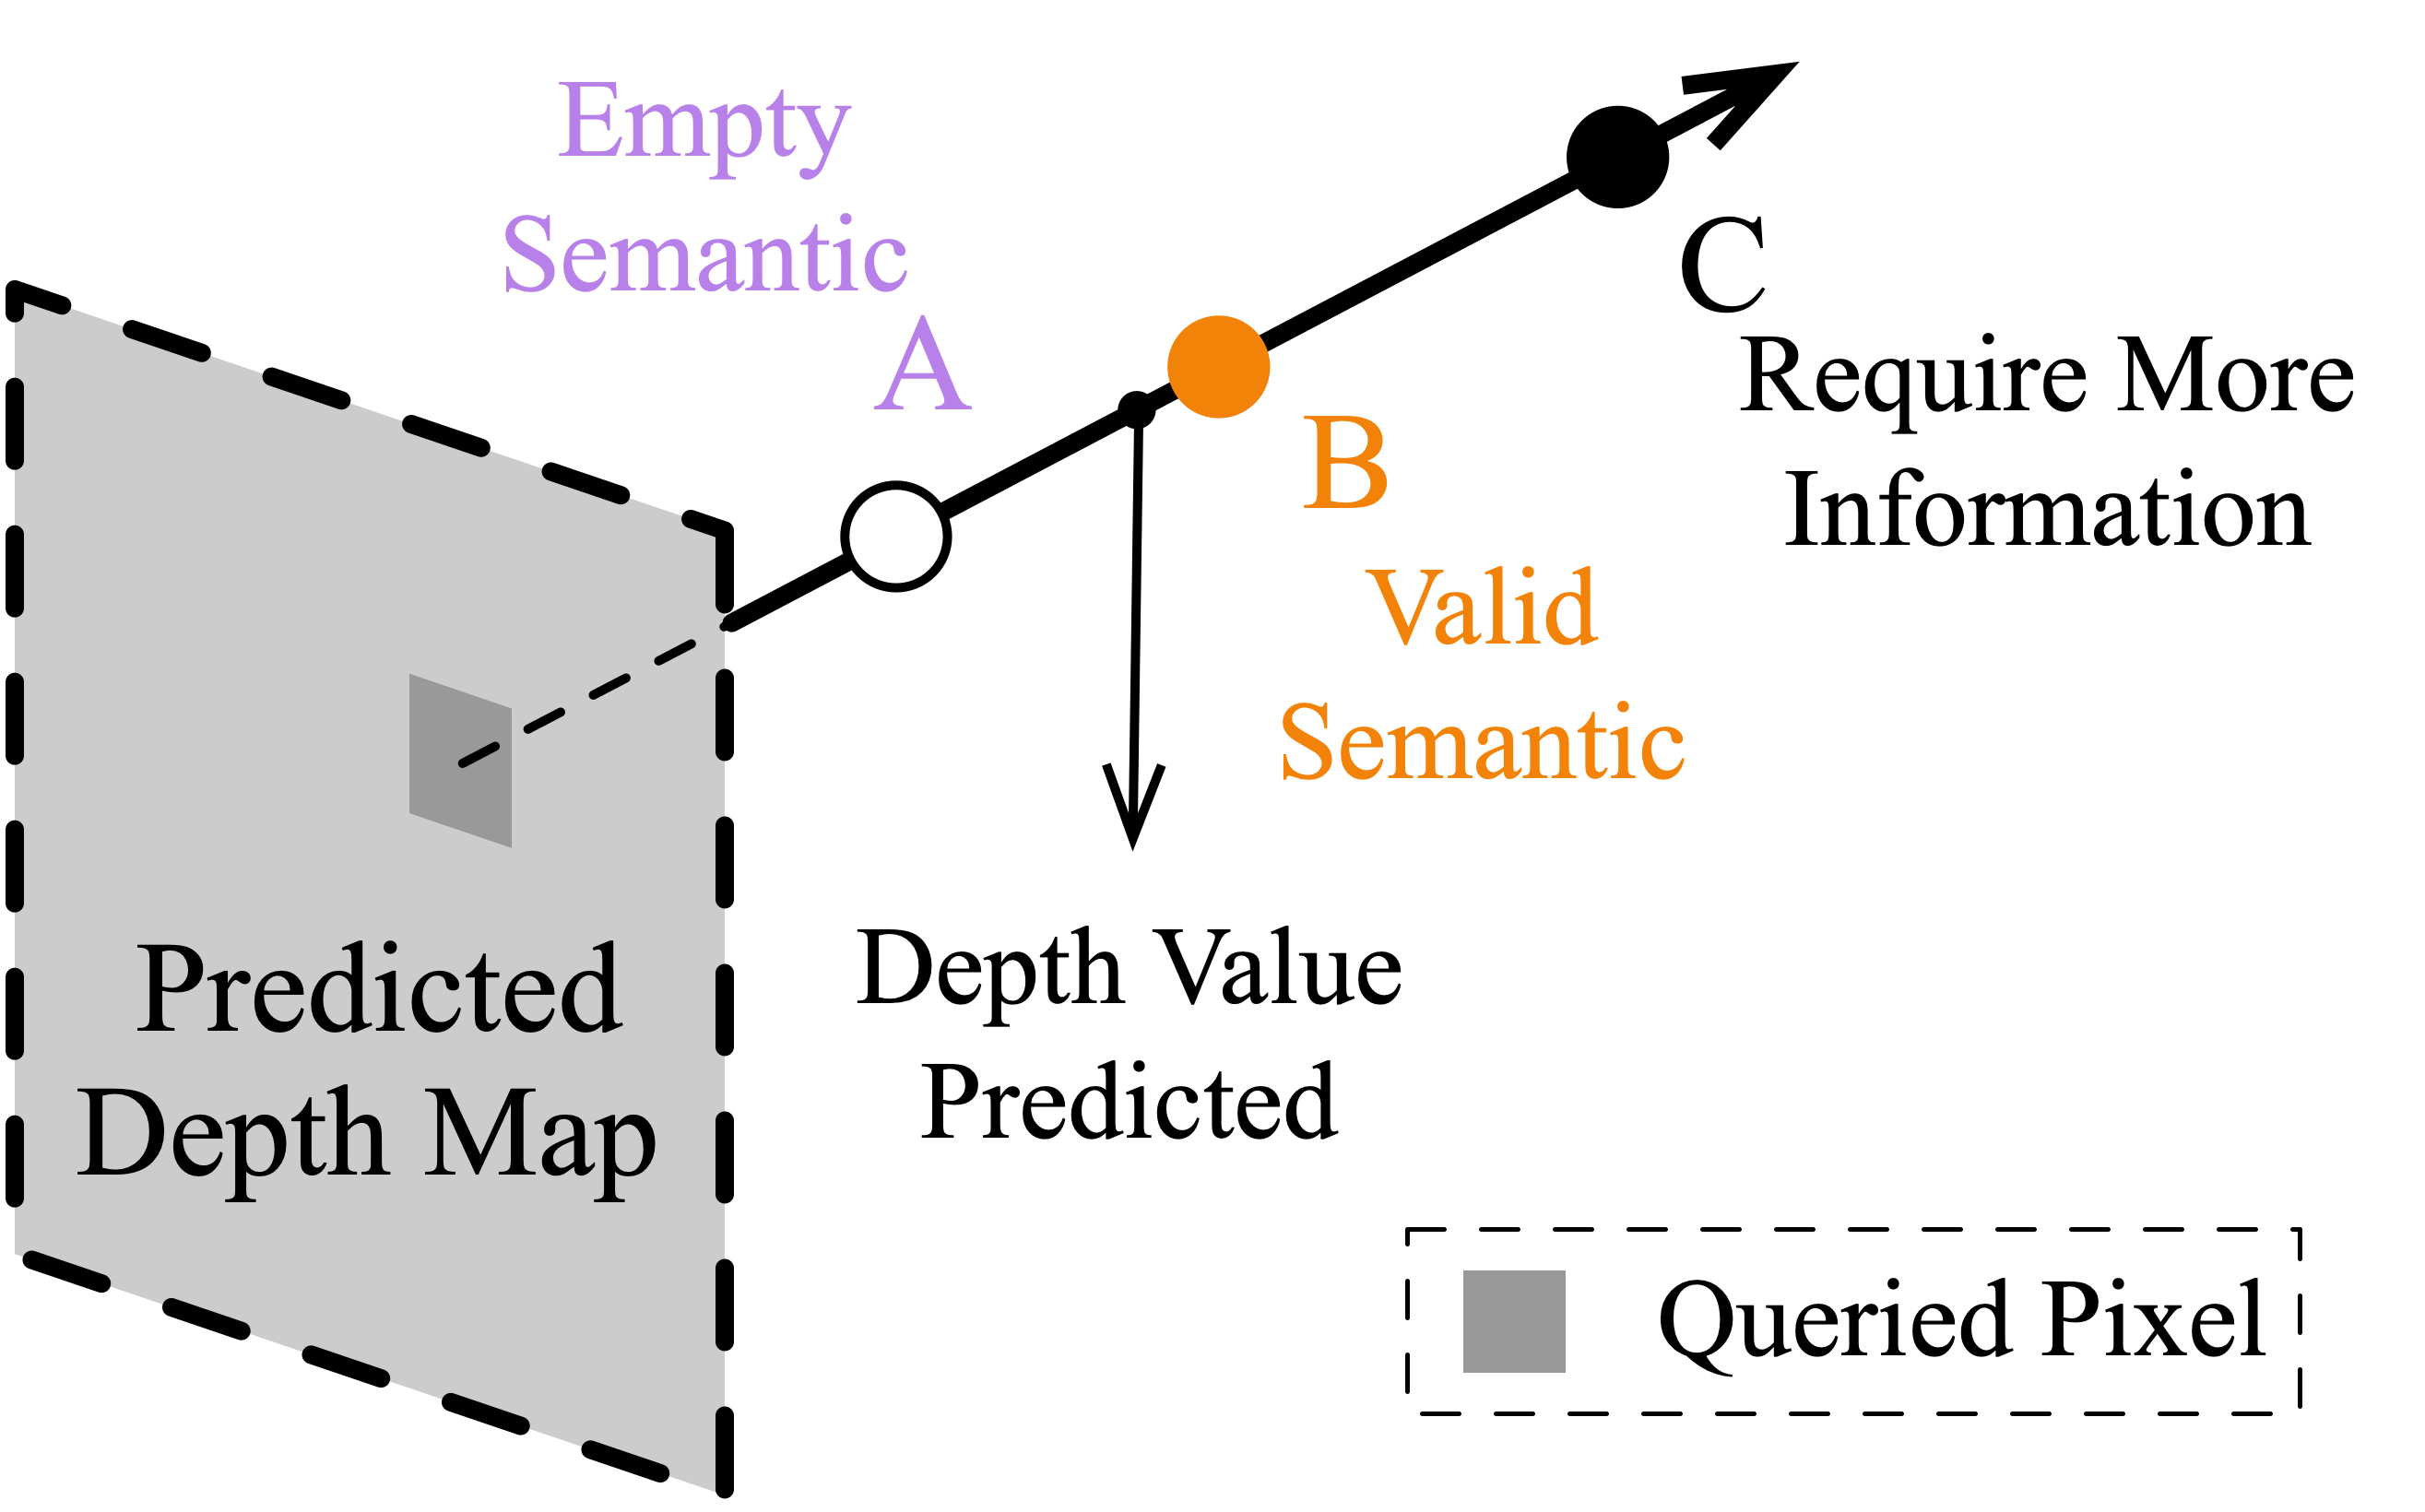 Empty
Semantic
A
C
Require More
Information
B
Valid
Semantic
Predicted
Depth Map
Depth Value
Predicted
Queried Pixel